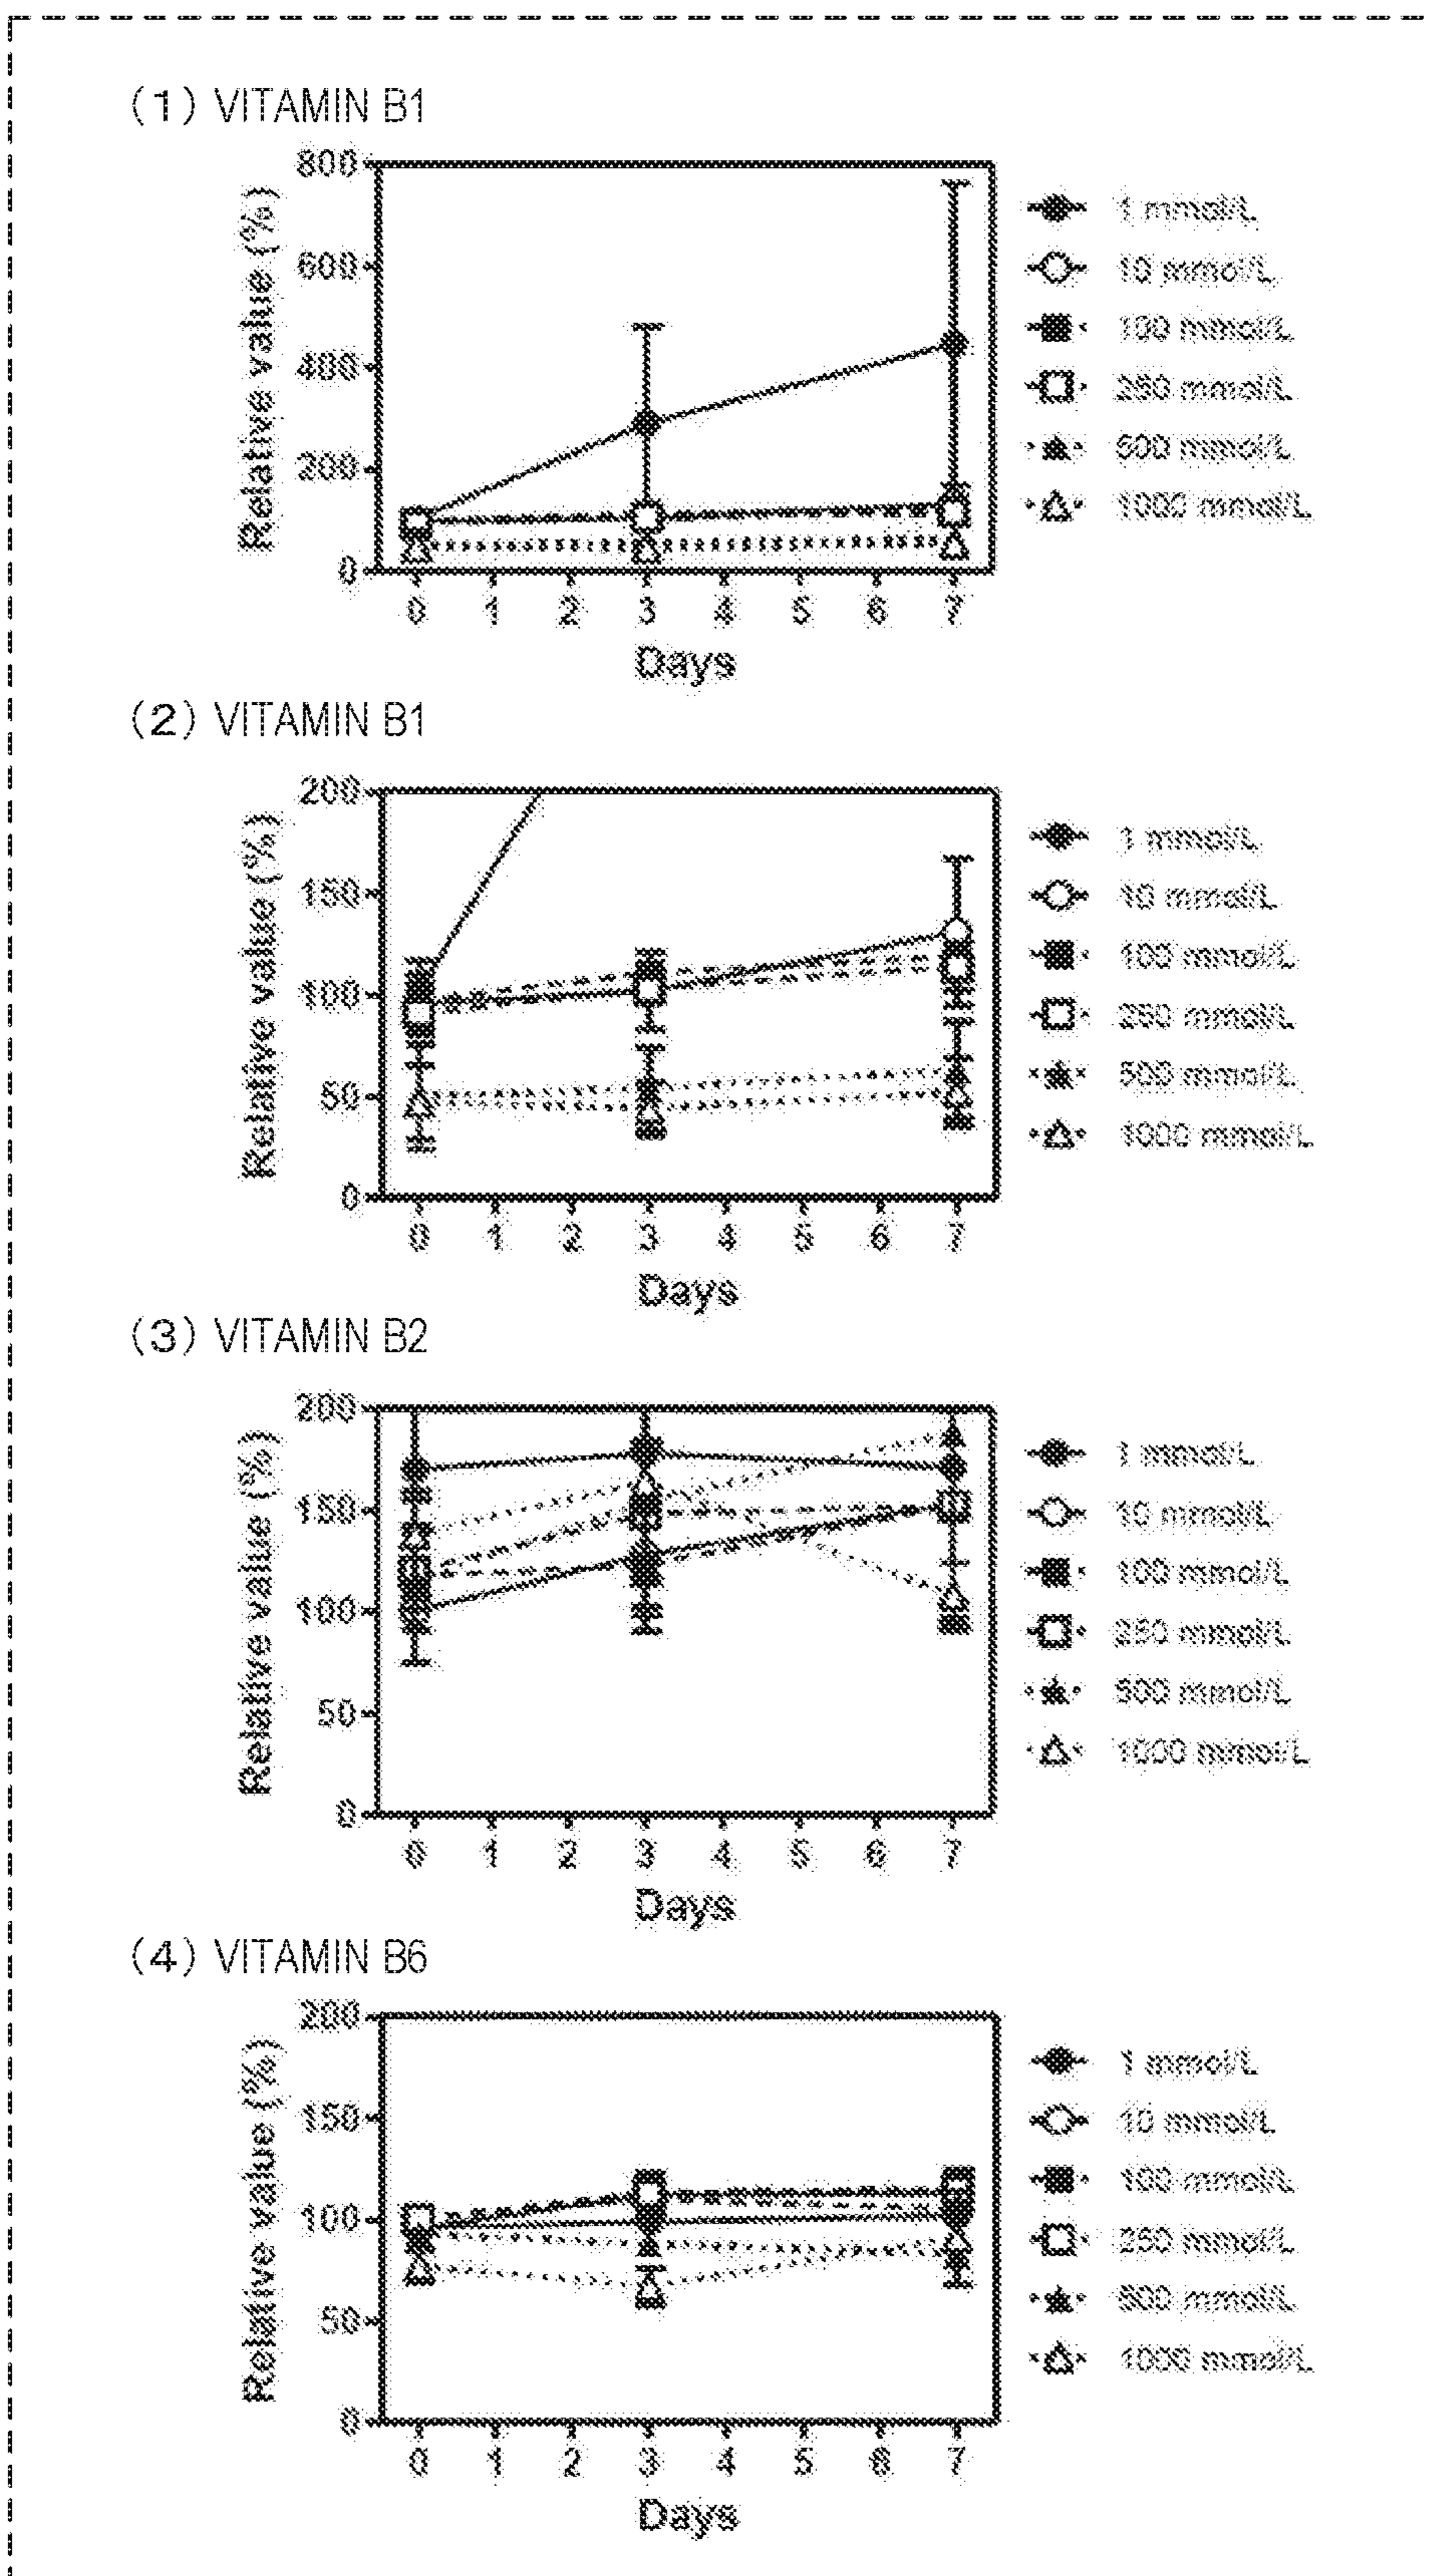 (1) VITAMIN B1
800
600
400
200
0
Relative value (%)
0 1 2 3 4 5 6 7
Days
1 mmol/L
10 mmol/L
100 mmol/L
250 mmol/L
500 mmol/L
1000 mmol/L
(2) VITAMIN B1
200
150
100
50
0
Relative value (%)
0 1 2 3 4 5 6 7
Days
1 mmol/L
10 mmol/L
100 mmol/L
250 mmol/L
500 mmol/L
1000 mmol/L
(3) VITAMIN B2
200
150
100
50
0
Relative value (%)
0 1 2 3 4 5 6 7
Days
1 mmol/L
10 mmol/L
100 mmol/L
250 mmol/L
500 mmol/L
1000 mmol/L
(4) VITAMIN B6
200
150
100
50
0
Relative value (%)
0 1 2 3 4 5 6 7
Days
1 mmol/L
10 mmol/L
100 mmol/L
250 mmol/L
500 mmol/L
1000 mmol/L